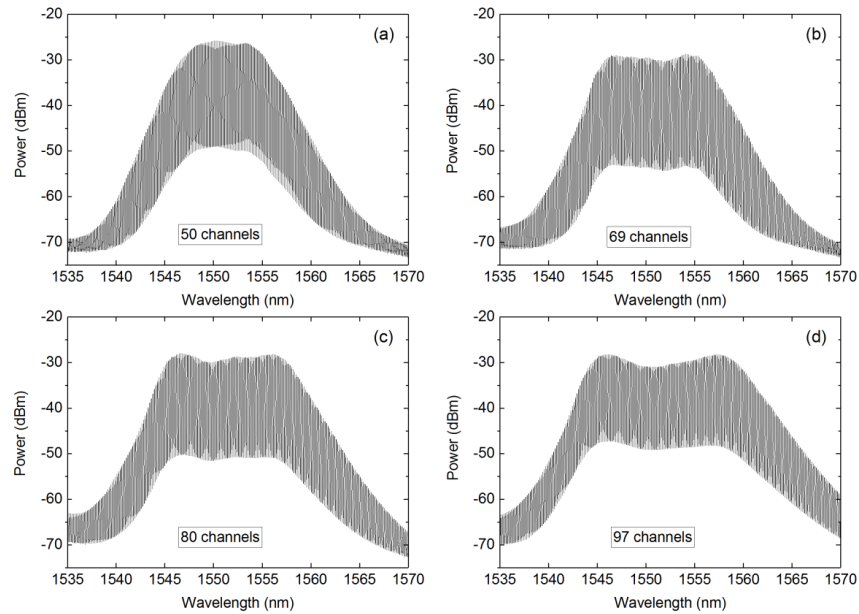 -20
-30
-40
-50
-60
-70
Power (dBm)
(a)
50 channels
1535 1540 1545 1550 1555 1560 1565 1570
Wavelength (nm)
-20
-30
-40
-50
-60
-70
Power (dBm)
(b)
69 channels
1535 1540 1545 1550 1555 1560 1565 1570
Wavelength (nm)
-20
-30
-40
-50
-60
-70
Power (dBm)
(c)
80 channels
1535 1540 1545 1550 1555 1560 1565 1570
Wavelength (nm)
-20
-30
-40
-50
-60
-70
Power (dBm)
(d)
97 channels
1535 1540 1545 1550 1555 1560 1565 1570
Wavelength (nm)